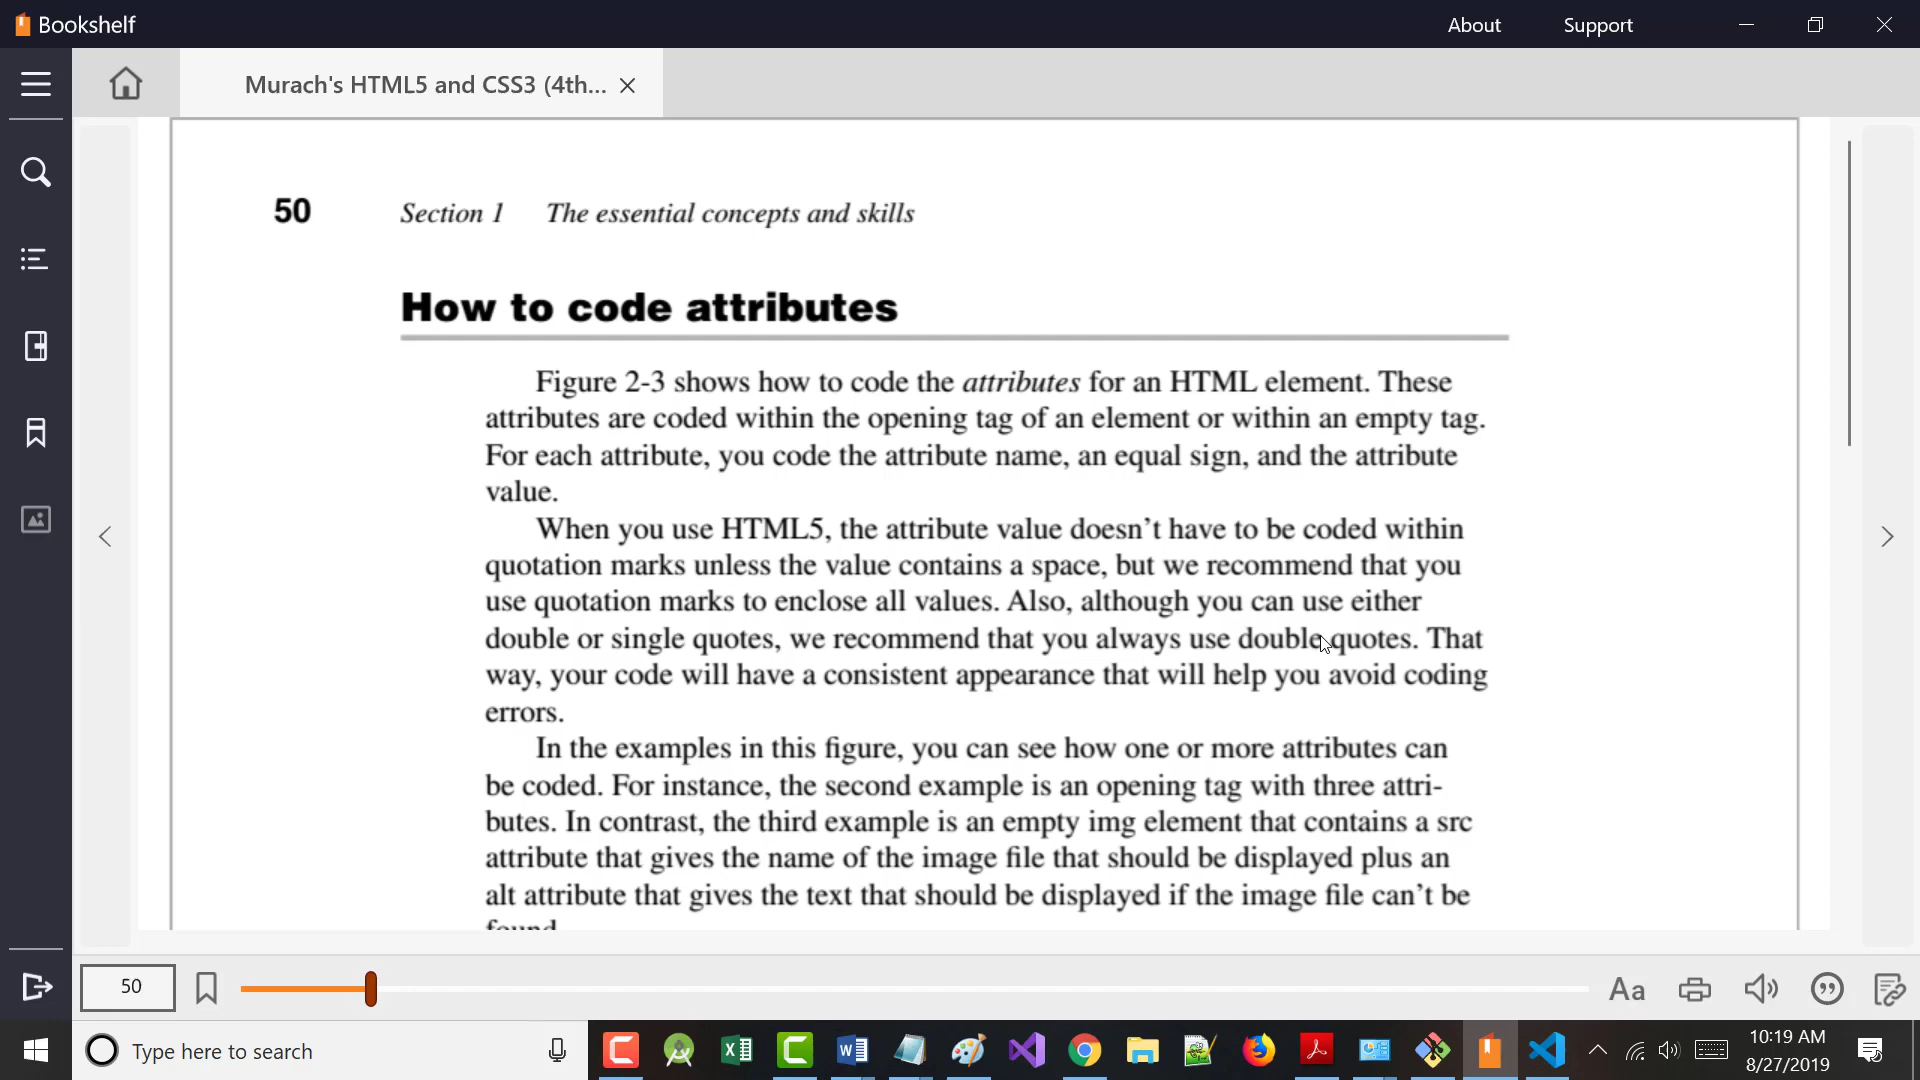 Bookshelf
About
Support
Murach's HTML5 and CSS3 (4th...
50
Section 1
The essential concepts and skills
How to code attributes
Figure 2-3 shows how to code the attributes for an HTML element. These
attributes are coded within the opening tag of an element or within an empty tag.
For each attribute, you code the attribute name, an equal sign, and the attribute
value.
When you use HTML5, the attribute value doesn't have to be coded within
quotation marks unless the value contains a space, but we recommend that you
use quotation marks to enclose all values. Also, although you can use either
double or single quotes, we recommend that you always use double quotes. That
way, your code will have a consistent appearance that will help you avoid coding
errors.
In the examples in this figure, you can see how one or more attributes can
be coded. For instance, the second example is an opening tag with three attri-
butes. In contrast, the third example is an empty img element that contains a src
attribute that gives the name of the image file that should be displayed plus an
alt attribute that gives the text that should be displayed if the image file can't be
found
50
Aa
Type here to search
10:19 AM
8/27/2019